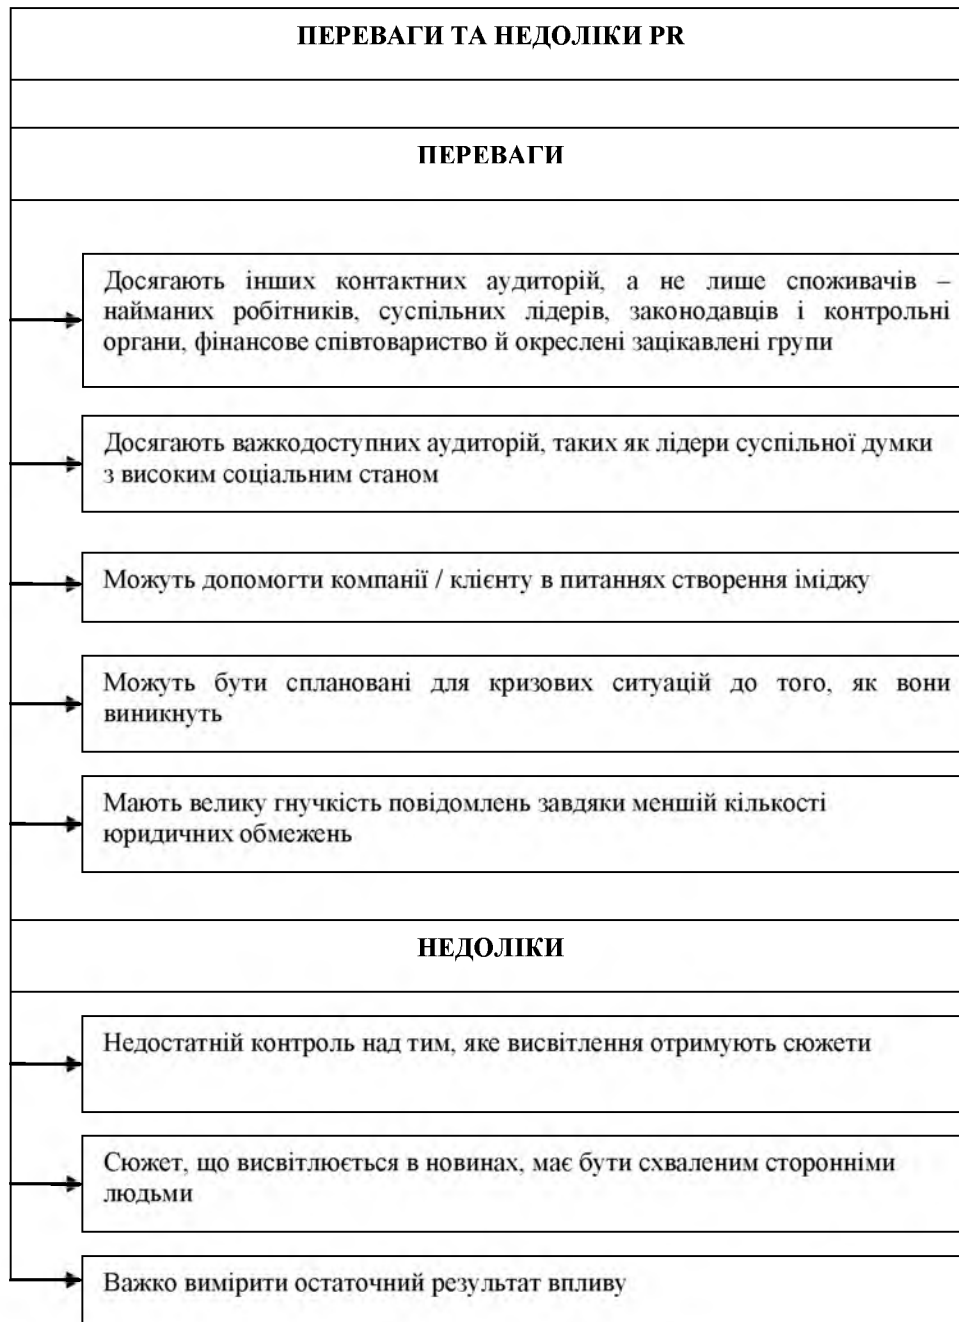 ПЕРЕВАГИ ТА НЕДОЛІКИ PR
ПЕРЕВАГИ
Досягають інших контактних аудиторій, а не лише споживачів –
найманих робітників, суспільних лідерів, законодавців і контрольні
органи, фінансове співтовариство й окреслені зацікавлені групи
Досягають важкодоступних аудиторій, таких як лідери суспільної думки
з високим соціальним станом
Можуть допомогти компанії / клієнту в питаннях створення іміджу
Можуть бути сплановані для кризових ситуацій до того, як вони
виникнуть
Мають велику гнучкість повідомлень завдяки меншій кількості
юридичних обмежень
НЕДОЛІКИ
Недостатній контроль над тим, яке висвітлення отримують сюжети
Сюжет, що висвітлюється в новинах, має бути схваленим сторонніми
людьми
Важко вимірити остаточний результат впливу